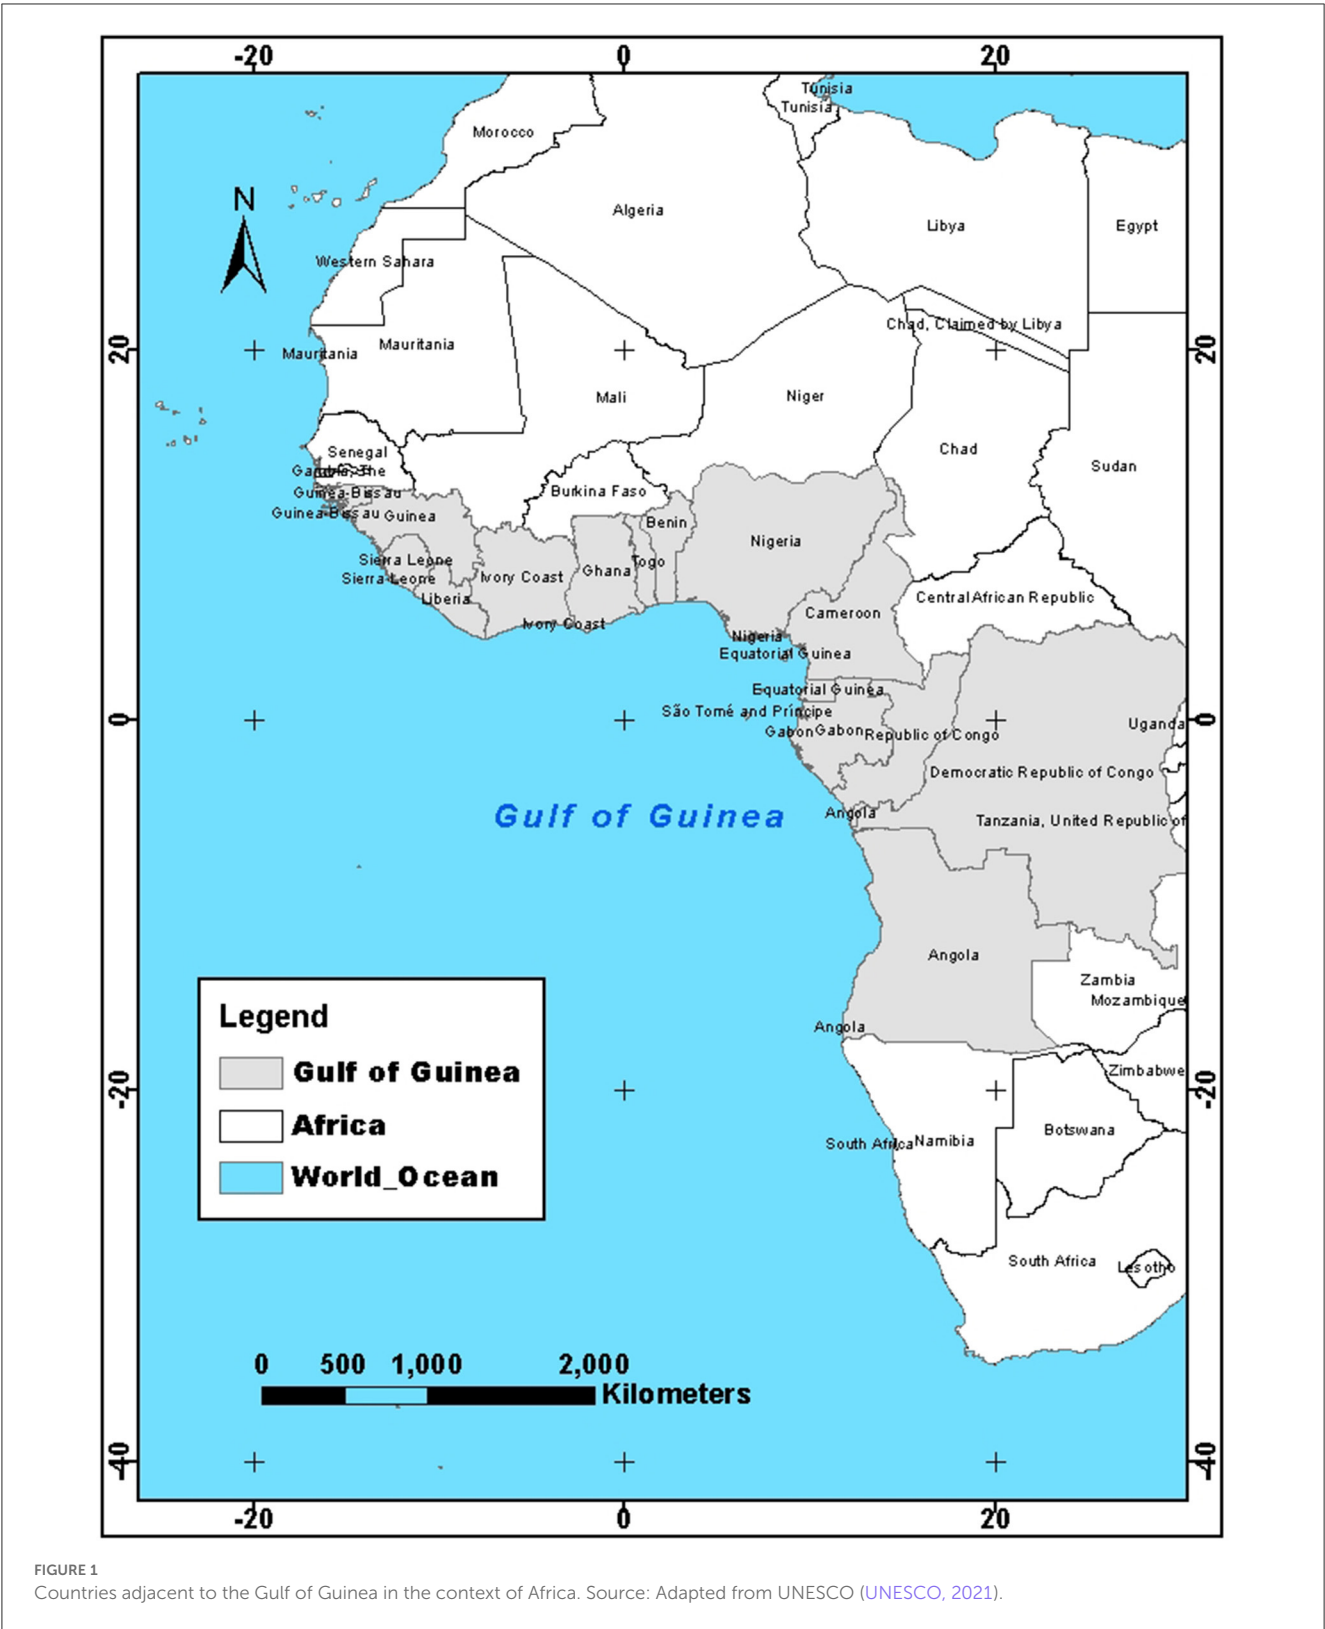 -20 0 20
Tunisia
Tunisia
Morocco
N
Algeria
Libya
Egypt
Western Sahara
Chad, Claimed by Libya
20
20
Mauritania
Mauritania
Mali
Niger
Chad
Senegal
Sudan
Gambia, The
Burkina Faso
Guinea-Bissau
Guinea-Bissau
Guinea
Benin
Nigeria
Sierra Leone
Togo
Ghana
Ivory Coast
Sierra Leone
Liberia
Central African Republic
Cameroon
Ivory Coast
Nigeria
Equatorial Guinea
Equatorial Guinea
São Tomé and Príncipe
0
0
Uganda
Gabon
Gabon
Republic of Congo
Democratic Republic of Congo
Gulf of Guinea
Angola
Tanzania, United Republic of
Angola
Zambia
Mozambique
Angola
Legend
Gulf of Guinea
Africa
World_Ocean
-20
-20
Zimbabwe
Botswana
South Africa
Namibia
South Africa
Lesotho
0 500 1,000 2,000
Kilometers
-40
-40
-20 0 20
FIGURE 1
Countries adjacent to the Gulf of Guinea in the context of Africa. Source: Adapted from UNESCO (UNESCO, 2021).